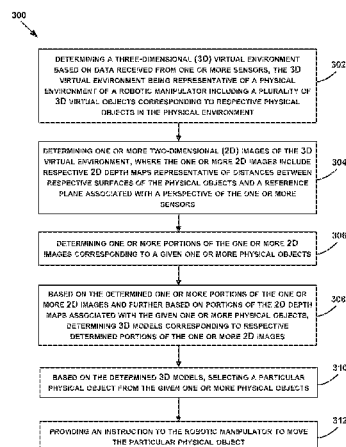 300
DETERMINING A THREE-DIMENSIONAL (3D) VIRTUAL ENVIRONMENT
BASED ON DATA RECEIVED FROM ONE OR MORE SENSORS, THE 3D
VIRTUAL ENVIRONMENT BEING REPRESENTATIVE OF A PHYSICAL
ENVIRONMENT OF A ROBOTIC MANIPULATOR INCLUDING A PLURALITY OF
3D VIRTUAL OBJECTS CORRESPONDING TO RESPECTIVE PHYSICAL
OBJECTS IN THE PHYSICAL ENVIRONMENT
302
DETERMINING ONE OR MORE TWO-DIMENSIONAL (2D) IMAGES OF THE 3D
VIRTUAL ENVIRONMENT, WHERE THE ONE OR MORE 2D IMAGES INCLUDE
RESPECTIVE 2D DEPTH MAPS REPRESENTATIVE OF DISTANCES BETWEEN
RESPECTIVE SURFACES OF THE PHYSICAL OBJECTS AND A REFERENCE
PLANE ASSOCIATED WITH A PERSPECTIVE OF THE ONE OR MORE
SENSORS
304
DETERMINING ONE OR MORE PORTIONS OF THE ONE OR MORE 2D
IMAGES CORRESPONDING TO A GIVEN ONE OR MORE PHYSICAL OBJECTS
306
BASED ON THE DETERMINED ONE OR MORE PORTIONS OF THE ONE OR
MORE 2D IMAGES AND FURTHER BASED ON PORTIONS OF THE 2D DEPTH
MAPS ASSOCIATED WITH THE GIVEN ONE OR MORE PHYSICAL OBJECTS,
DETERMINING 3D MODELS CORRESPONDING TO RESPECTIVE
DETERMINED PORTIONS OF THE ONE OR MORE 2D IMAGES
308
BASED ON THE DETERMINED 3D MODELS, SELECTING A PARTICULAR
PHYSICAL OBJECT FROM THE GIVEN ONE OR MORE PHYSICAL OBJECTS
310
PROVIDING AN INSTRUCTION TO THE ROBOTIC MANIPULATOR TO MOVE
THE PARTICULAR PHYSICAL OBJECT
312